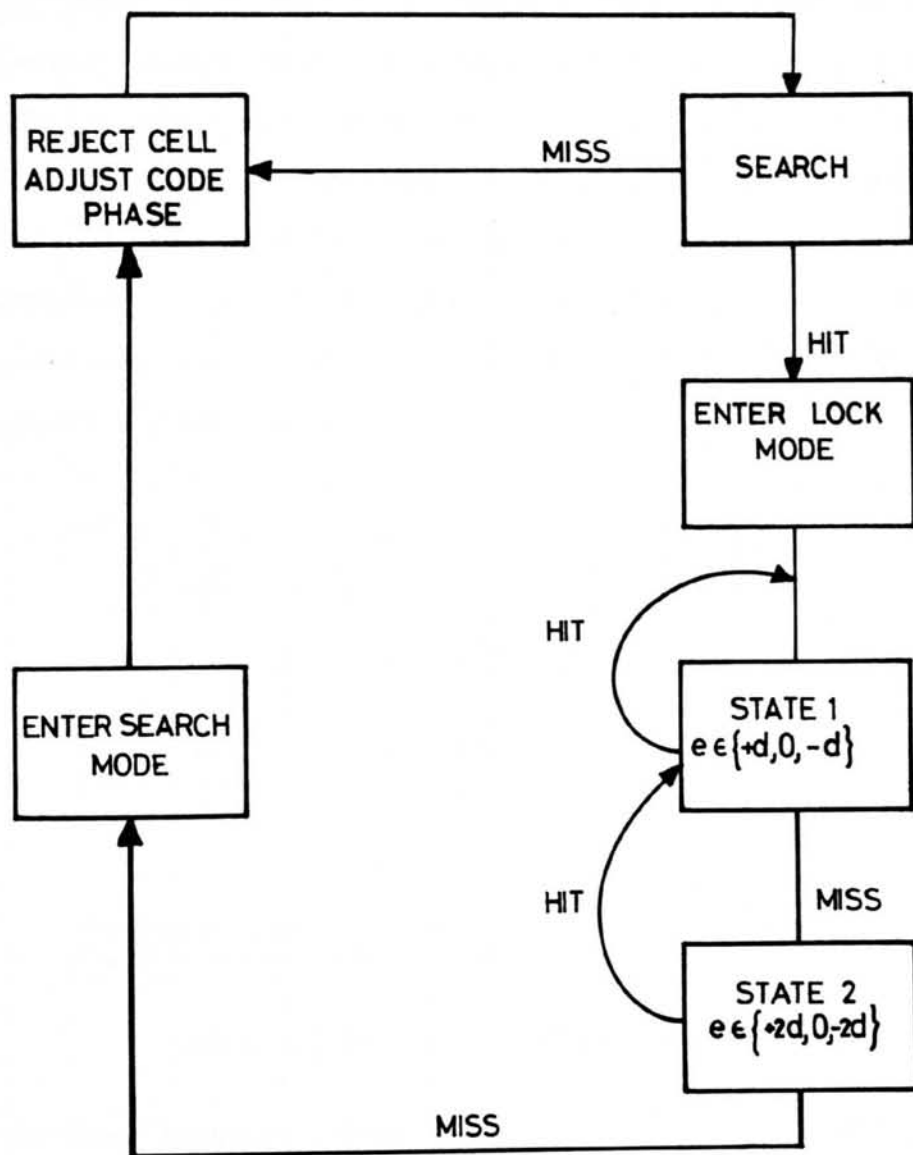 REJECT CELL
ADJUST CODE
PHASE
MISS
SEARCH
HIT
ENTER LOCK
MODE
HIT
STATE 1
e ϵ {+d, 0, -d}
ENTER SEARCH
MODE
HIT
MISS
STATE 2
e ϵ {+2d, 0, -2d}
MISS